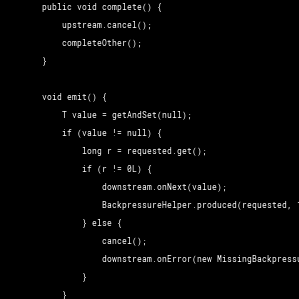 public void complete() {
upstream.cancel();
completeOther();
}
void emit() {
T value = getAndSet(null);
if (value != null) {
long r = requested.get();
if (r != 0L) {
downstream.onNext(value);
BackpressureHelper.produced(requested,
} else {
cancel();
downstream.onError(new MissingBackpressu
}
}